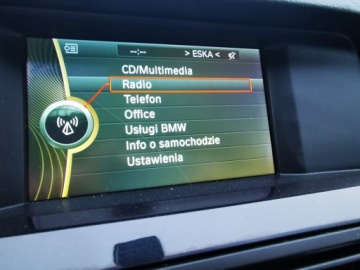 --:-- > ESKA <
CD/Multimedia
Radio
Telefon
Office
Usługi BMW
Info o samochodzie
Ustawienia